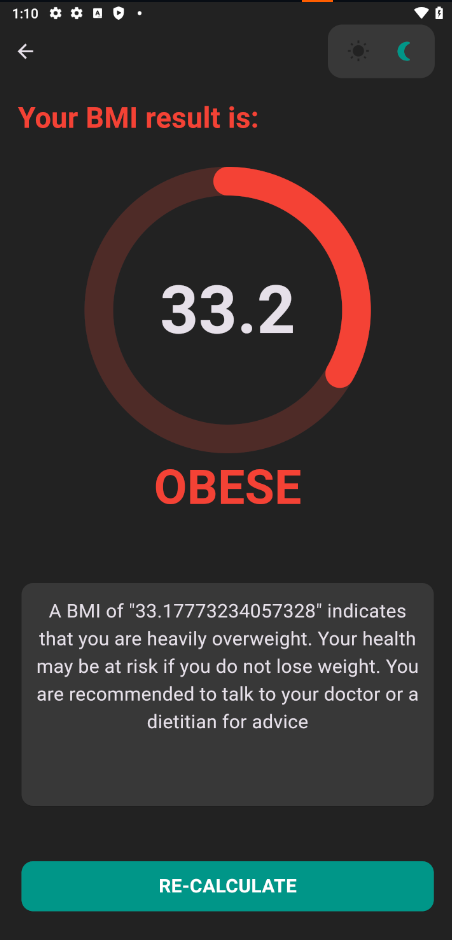 1:10
Your BMI result is:
33.2
OBESE
A BMI of "33.17773234057328" indicates
that you are heavily overweight. Your health
may be at risk if you do not lose weight. You
are recommended to talk to your doctor or a
dietitian for advice
RE-CALCULATE